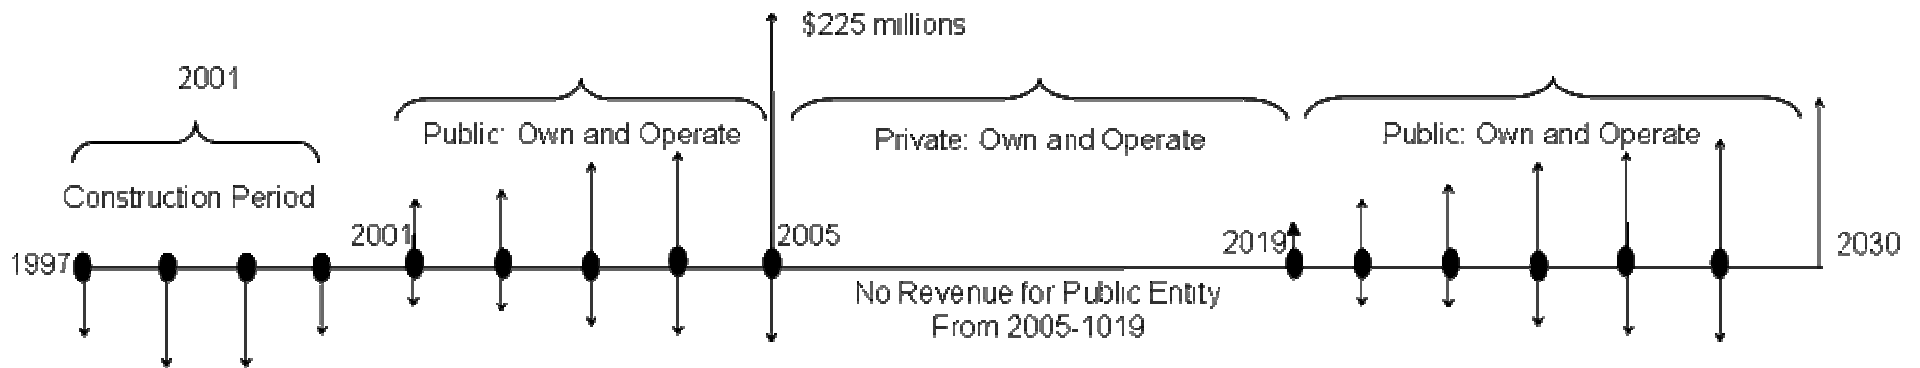 $225 millions
2001
Public: Own and Operate
Private: Own and Operate
Public: Own and Operate
Construction Period
2001
2005
2019
2030
1997
No Revenue for Public Entity
From 2005-1019